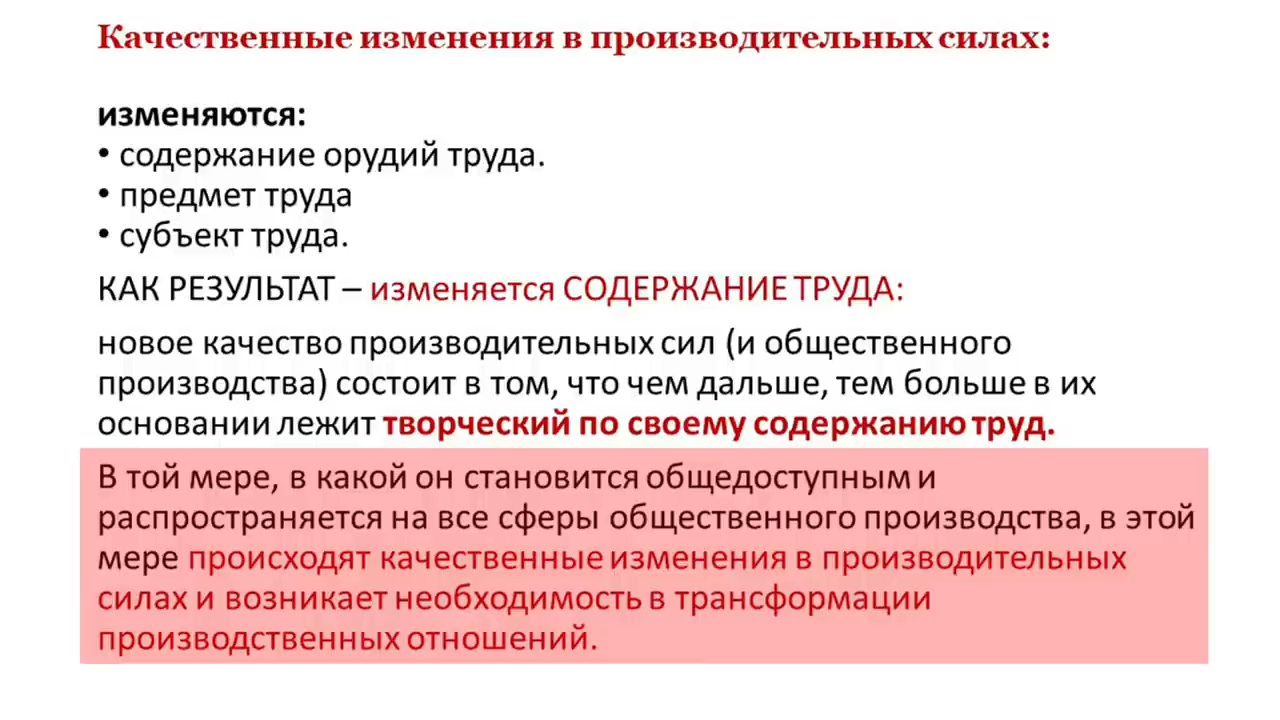 Качественные изменения в производительных силах:
изменяются:
• содержание орудий труда.
• предмет труда
• субъект труда.
КАК РЕЗУЛЬТАТ – изменяется СОДЕРЖАНИЕ ТРУДА:
новое качество производительных сил (и общественного
производства) состоит в том, что чем дальше, тем больше в их
основании лежит творческий по своему содержанию труд.
В той мере, в какой он становится общедоступным и
распространяется на все сферы общественного производства, в этой
мере происходят качественные изменения в производительных
силах и возникает необходимость в трансформации
производственных отношений.